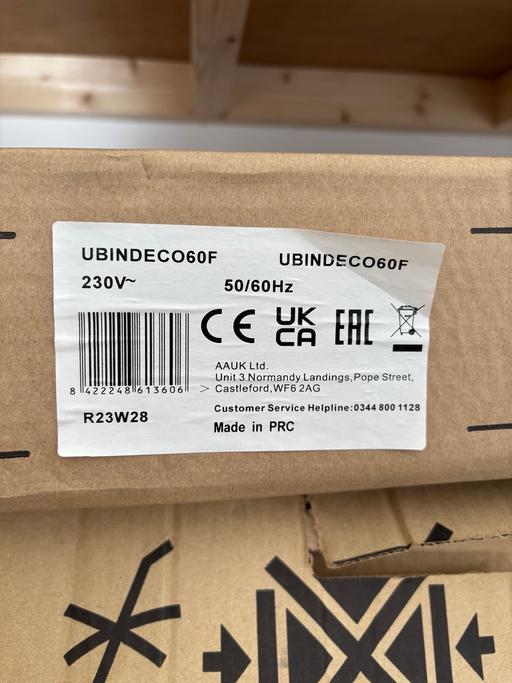 UBINDECO60F UBINDECO60F
230V~ 50/60Hz
CE UK CA EAC
8 422248 613606 >
AAUK Ltd.
Unit 3 Normandy Landings,Pope Street,
Castleford,WF6 2AG
R23W28
Customer Service Helpline:0344 800 1128
Made in PRC